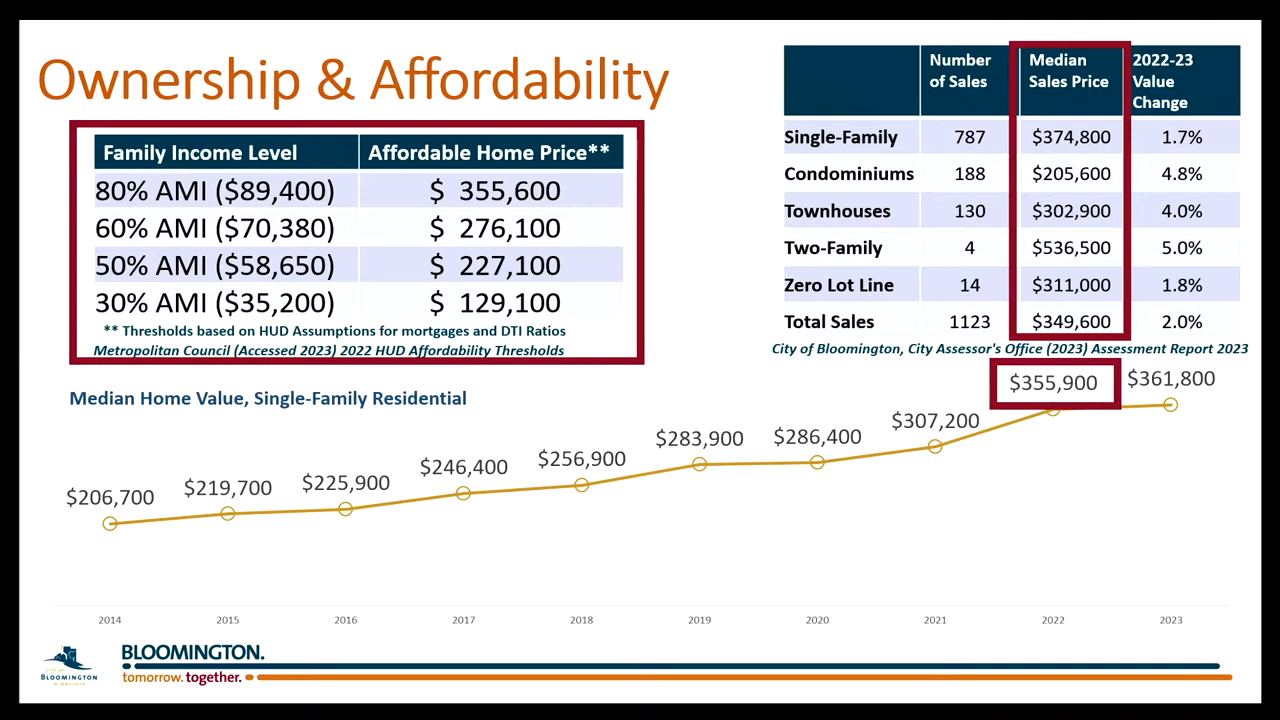 Ownership & Affordability
Family Income Level Affordable Home Price**
80% AMI ($89,400) $ 355,600
60% AMI ($70,380) $ 276,100
50% AMI ($58,650) $ 227,100
30% AMI ($35,200) $ 129,100
** Thresholds based on HUD Assumptions for mortgages and DTI Ratios
Metropolitan Council (Accessed 2023) 2022 HUD Affordability Thresholds
Number of Sales Median Sales Price 2022-23 Value Change
Single-Family 787 $374,800 1.7%
Condominiums 188 $205,600 4.8%
Townhouses 130 $302,900 4.0%
Two-Family 4 $536,500 5.0%
Zero Lot Line 14 $311,000 1.8%
Total Sales 1123 $349,600 2.0%
City of Bloomington, City Assessor's Office (2023) Assessment Report 2023
Median Home Value, Single-Family Residential
$206,700 $219,700 $225,900 $246,400 $256,900 $283,900 $286,400 $307,200 $355,900 $361,800
2014 2015 2016 2017 2018 2019 2020 2021 2022 2023
CITY OF
BLOOMINGTON
MINNESOTA
BLOOMINGTON.
tomorrow. together.